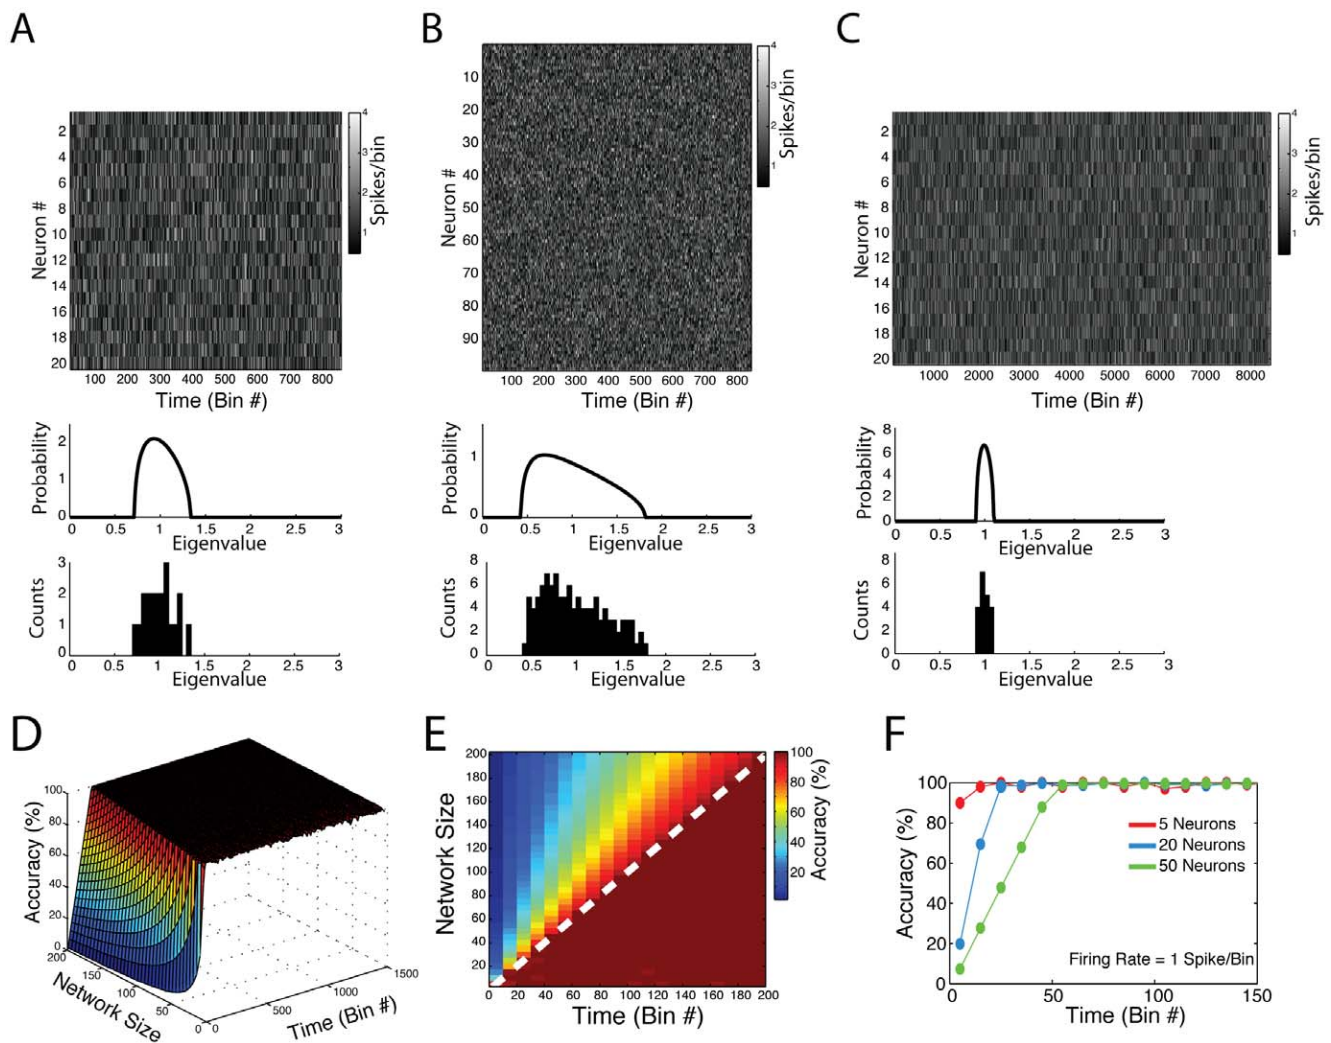 A
B
C
4
3
2
1
Spikes/bin
2
4
6
8
10
12
14
16
18
20
Neuron #
100 200 300 400 500 600 700 800
Time (Bin #)
4
3
2
1
Spikes/bin
10
20
30
40
50
60
70
80
90
Neuron #
100 200 300 400 500 600 700 800
Time (Bin #)
4
3
2
1
Spikes/bin
2
4
6
8
10
12
14
16
18
20
Neuron #
1000 2000 3000 4000 5000 6000 7000 8000
Time (Bin #)
Probability
2
1
0
0 0.5 1 1.5 2 2.5 3
Eigenvalue
Probability
1
0
0 0.5 1 1.5 2 2.5 3
Eigenvalue
Probability
8
6
4
2
0
0 0.5 1 1.5 2 2.5 3
Eigenvalue
Counts
3
2
1
0
0 0.5 1 1.5 2 2.5 3
Eigenvalue
Counts
8
6
4
2
0
0 0.5 1 1.5 2 2.5 3
Eigenvalue
Counts
8
6
4
2
0
0 0.5 1 1.5 2 2.5 3
Eigenvalue
D
Accuracy (%)
100
80
60
40
20
0
200
150
100
50
0
Network Size
0
500
1000
1500
Time (Bin #)
E
Network Size
200
180
160
140
120
100
80
60
40
20
0 20 40 60 80 100 120 140 160 180 200
Time (Bin #)
100
80
60
40
20
Accuracy (%)
F
Accuracy (%)
100
80
60
40
20
0
5 Neurons
20 Neurons
50 Neurons
Firing Rate = 1 Spike/Bin
0 50 100 150
Time (Bin #)